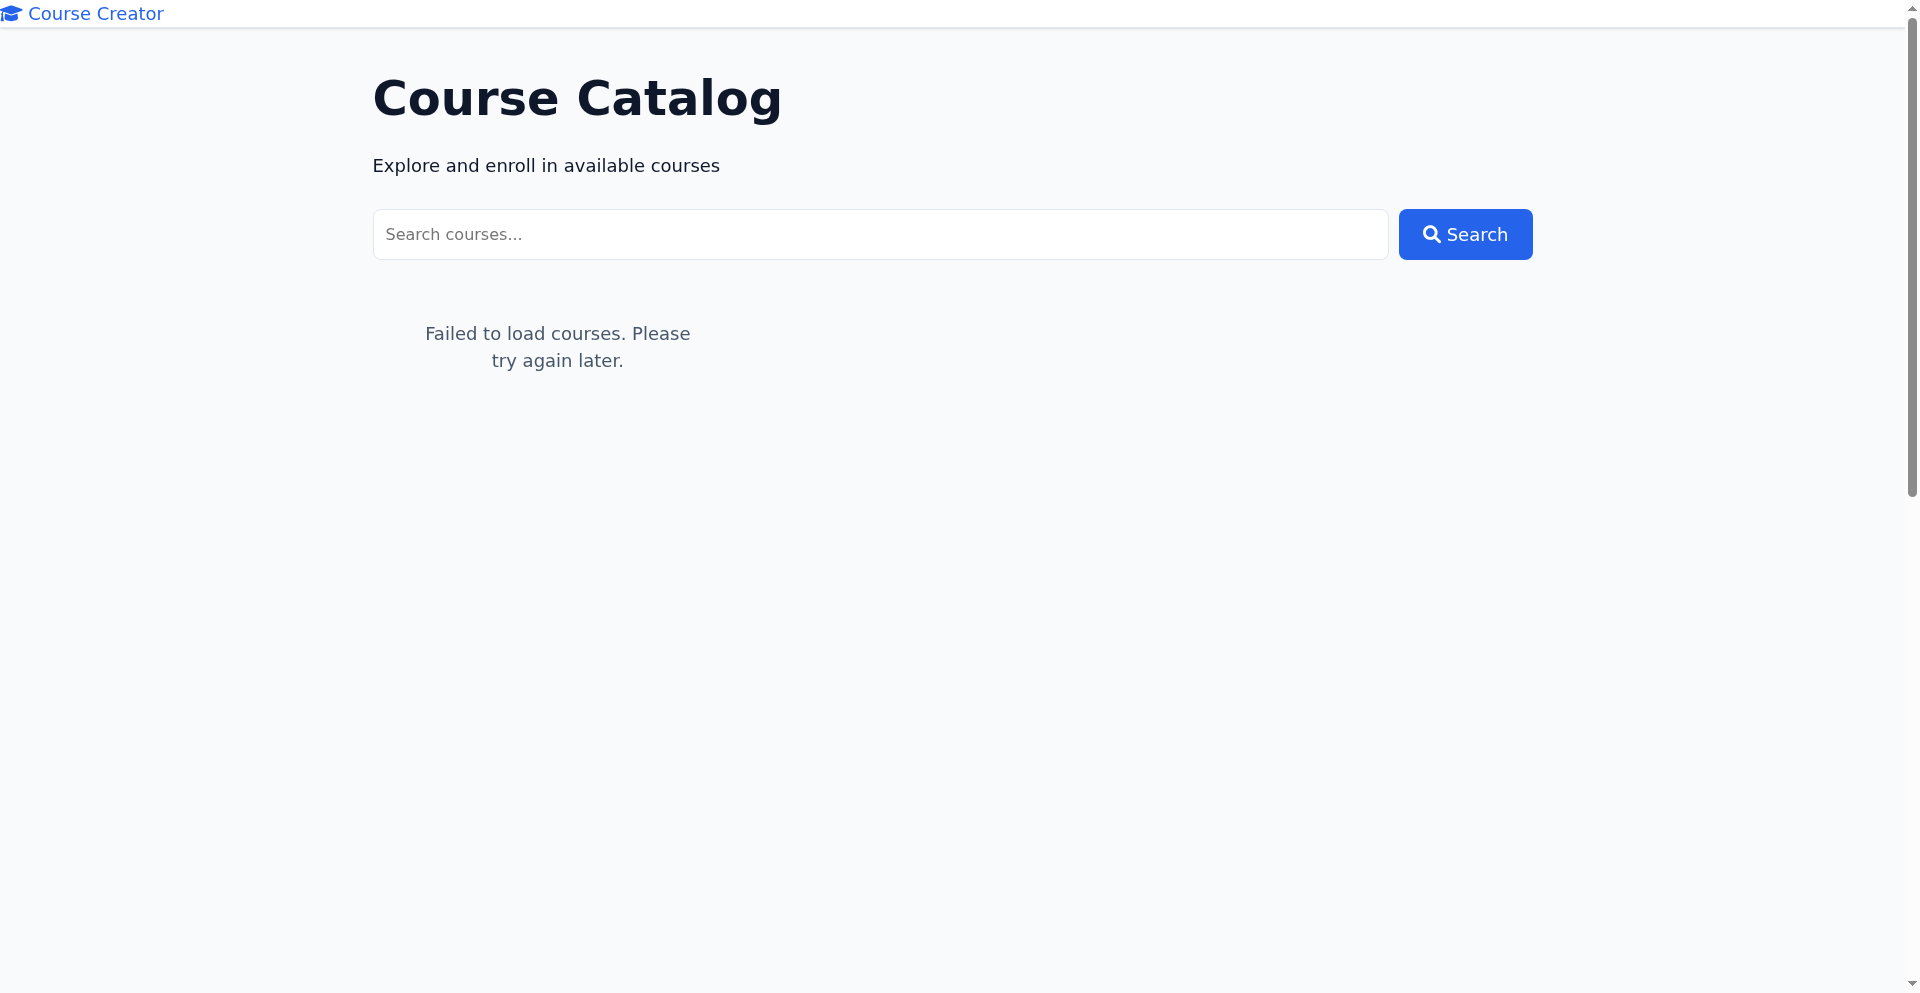 Course Creator
Course Catalog
Explore and enroll in available courses
Search courses...
Search
Failed to load courses. Please
try again later.